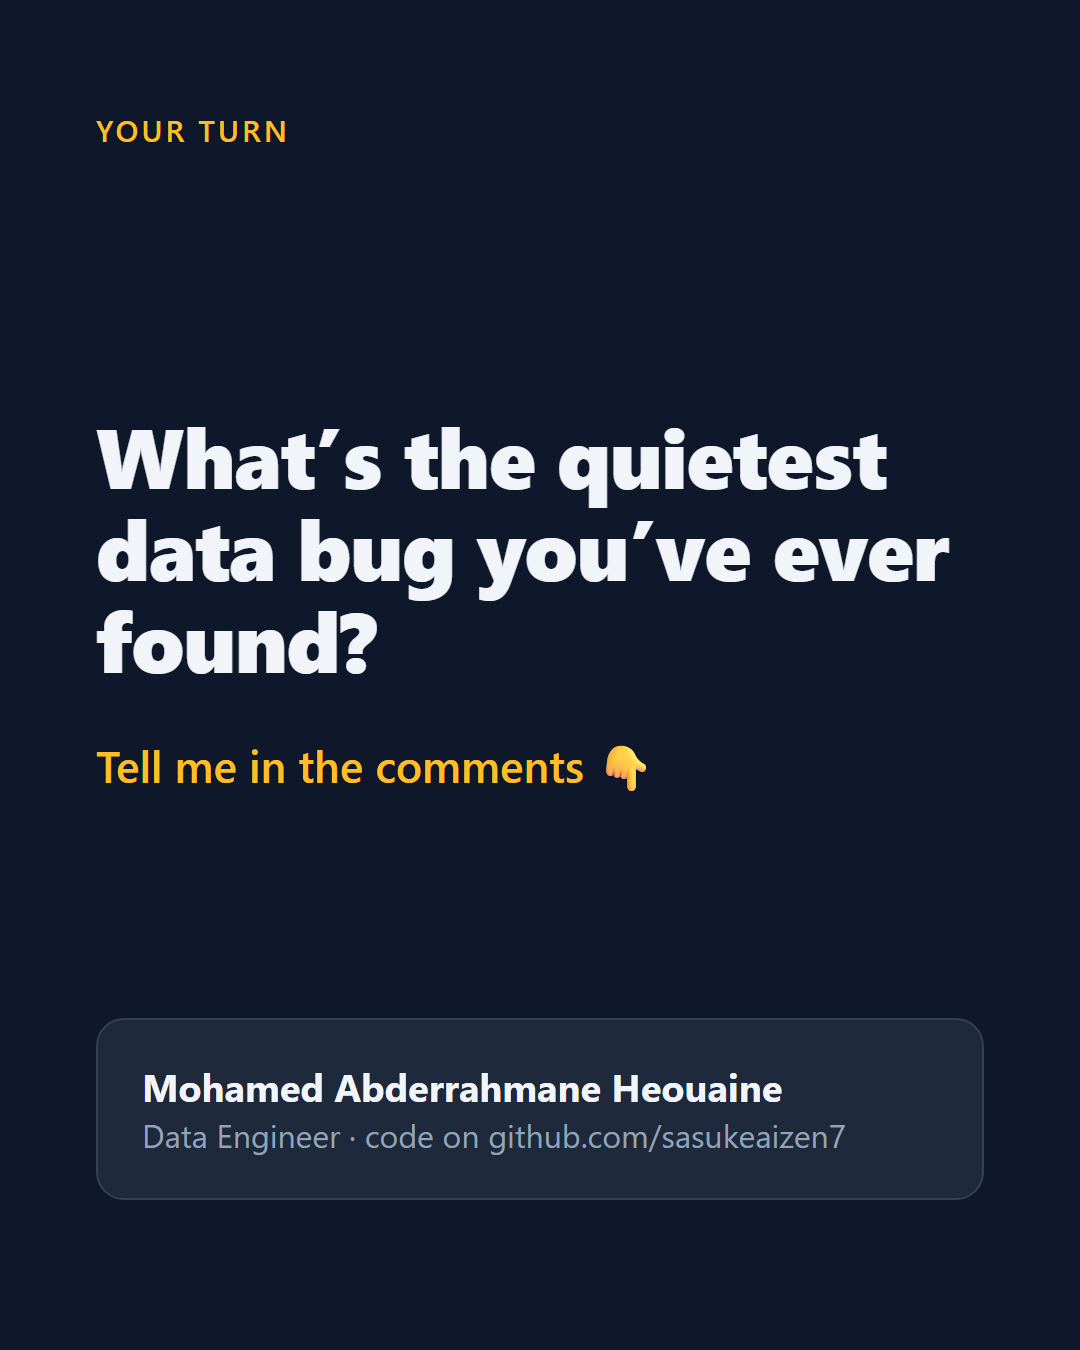 YOUR TURN
What’s the quietest
data bug you’ve ever
found?
Tell me in the comments 👇
Mohamed Abderrahmane Heouaine
Data Engineer · code on github.com/sasukeaizen7